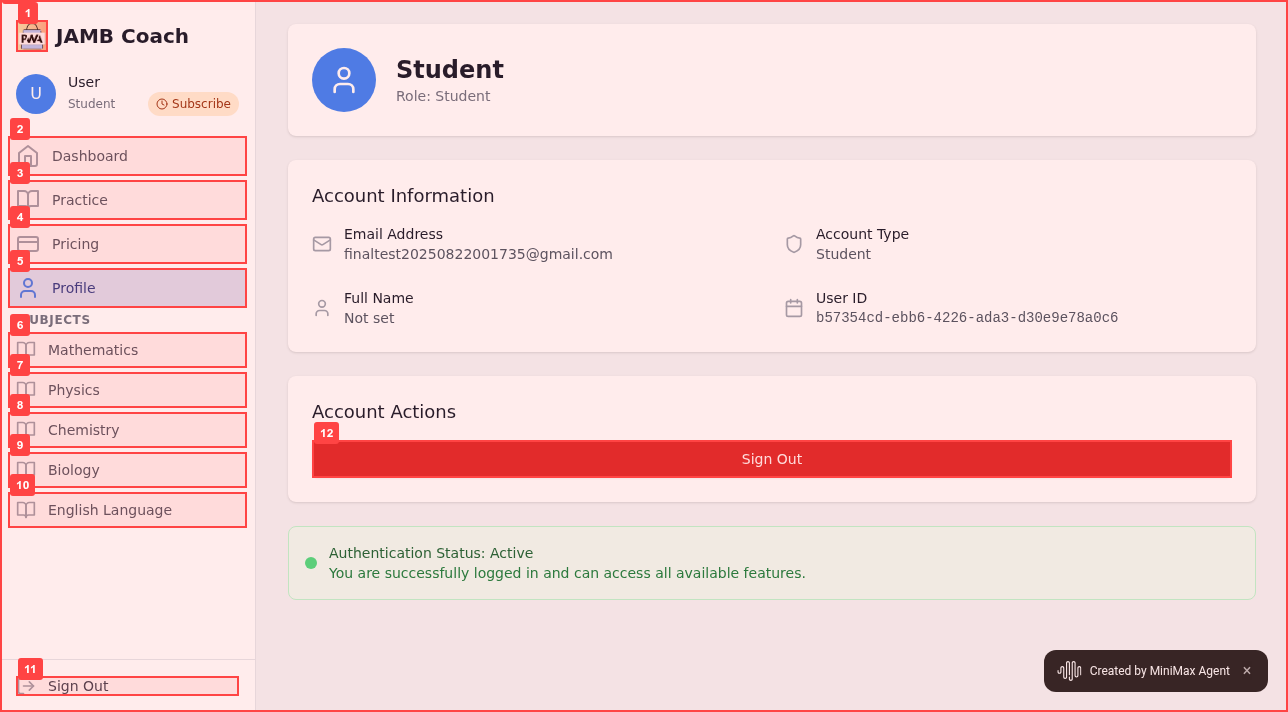 1
PWA
JAMB Coach
U
User
Student
Subscribe
2
Dashboard
3
Practice
4
Pricing
5
Profile
UBJECTS
6
Mathematics
7
Physics
8
Chemistry
9
Biology
10
English Language
11
Sign Out
Student
Role: Student
Account Information
Email Address
finaltest20250822001735@gmail.com
Account Type
Student
Full Name
Not set
User ID
b57354cd-ebb6-4226-ada3-d30e9e78a0c6
Account Actions
12
Sign Out
Authentication Status: Active
You are successfully logged in and can access all available features.
Created by MiniMax Agent ×